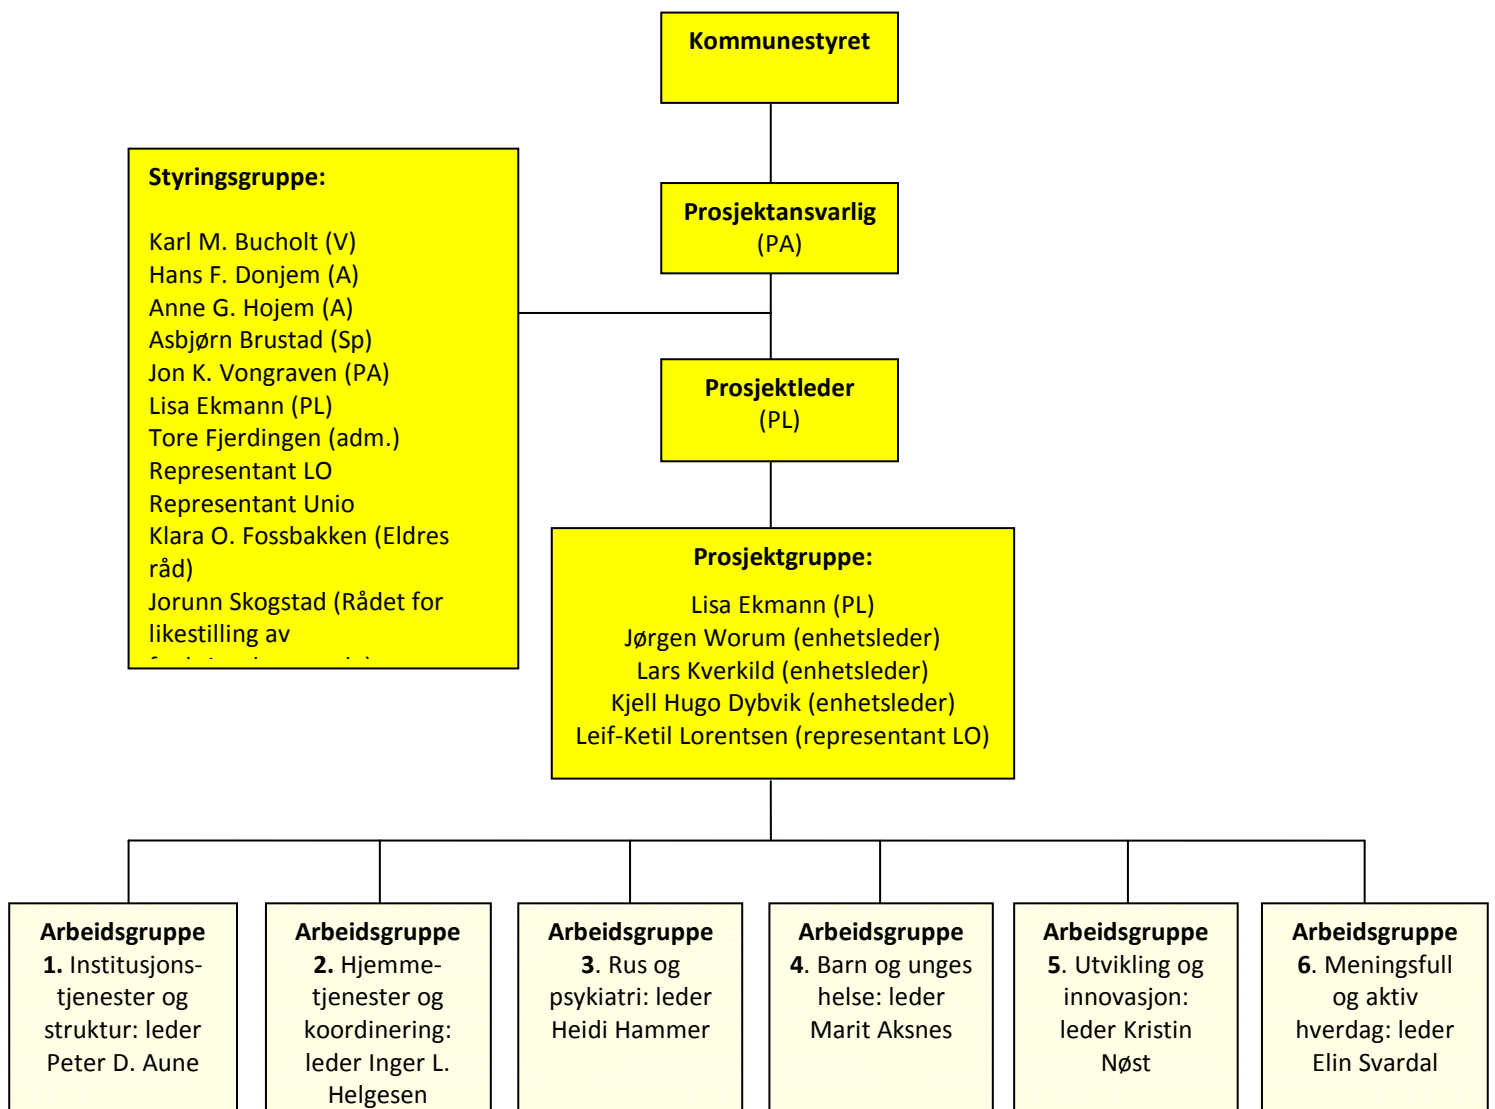 Kommunestyret
Styringsgruppe:
Karl M. Bucholt (V)
Hans F. Donjem (A)
Anne G. Hojem (A)
Asbjørn Brustad (Sp)
Jon K. Vongraven (PA)
Lisa Ekmann (PL)
Tore Fjerdingen (adm.)
Representant LO
Representant Unio
Klara O. Fossbakken (Eldres
råd)
Jorunn Skogstad (Rådet for
likestilling av
Prosjektansvarlig
(PA)
Prosjektleder
(PL)
Prosjektgruppe:
Lisa Ekmann (PL)
Jørgen Worum (enhetsleder)
Lars Kverkild (enhetsleder)
Kjell Hugo Dybvik (enhetsleder)
Leif-Ketil Lorentsen (representant LO)
Arbeidsgruppe
1. Institusjons-
tjenester og
struktur: leder
Peter D. Aune
Arbeidsgruppe
2. Hjemme-
tjenester og
koordinering:
leder Inger L.
Helgesen
Arbeidsgruppe
3. Rus og
psykiatri: leder
Heidi Hammer
Arbeidsgruppe
4. Barn og unges
helse: leder
Marit Aksnes
Arbeidsgruppe
5. Utvikling og
innovasjon:
leder Kristin
Nøst
Arbeidsgruppe
6. Meningsfull
og aktiv
hverdag: leder
Elin Svardal